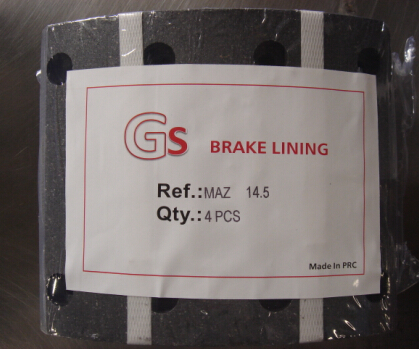 GS BRAKE LINING
Ref.:MAZ 14.5
Qty.:4 PCS
Made In PRC